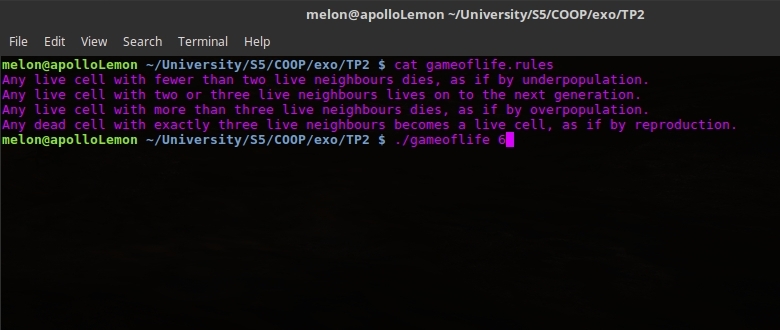 melon@apolloLemon ~/University/S5/COOP/exo/TP2
File Edit View Search Terminal Help
melon@apolloLemon ~/University/S5/COOP/exo/TP2 $ cat gameoflife.rules
Any live cell with fewer than two live neighbours dies, as if by underpopulation.
Any live cell with two or three live neighbours lives on to the next generation.
Any live cell with more than three live neighbours dies, as if by overpopulation.
Any dead cell with exactly three live neighbours becomes a live cell, as if by reproduction.
melon@apolloLemon ~/University/S5/COOP/exo/TP2 $ ./gameoflife 6